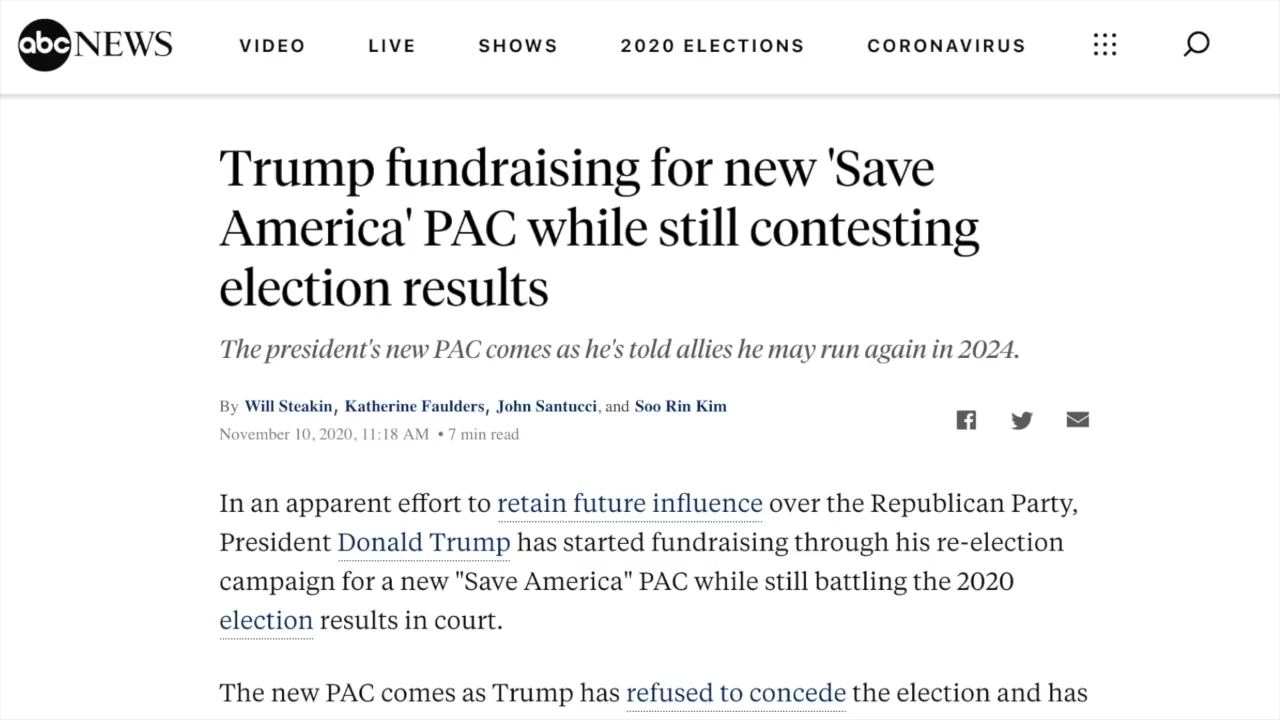 abc NEWS VIDEO LIVE SHOWS 2020 ELECTIONS CORONAVIRUS
Trump fundraising for new 'Save
America' PAC while still contesting
election results
The president's new PAC comes as he's told allies he may run again in 2024.
By Will Steakin, Katherine Faulders, John Santucci, and Soo Rin Kim
November 10, 2020, 11:18 AM • 7 min read
In an apparent effort to retain future influence over the Republican Party,
President Donald Trump has started fundraising through his re-election
campaign for a new "Save America" PAC while still battling the 2020
election results in court.
The new PAC comes as Trump has refused to concede the election and has